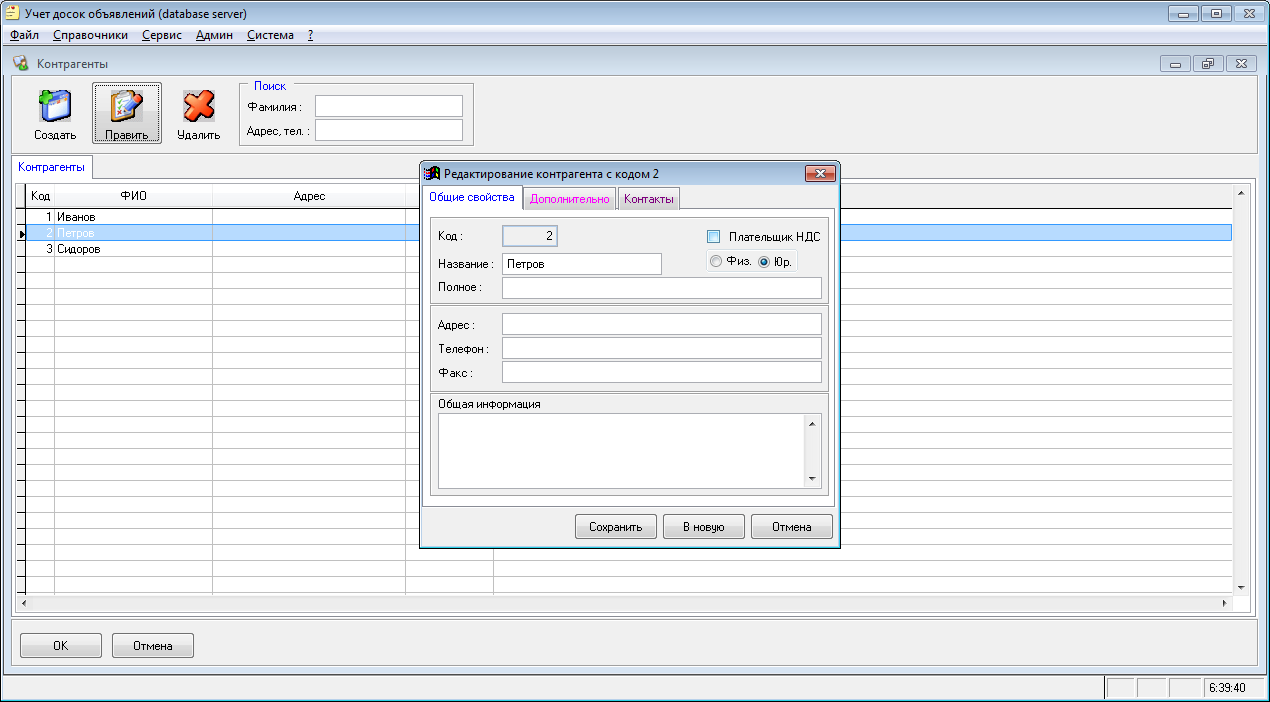 Учет досок объявлений (database server)
Файл Справочники Сервис Админ Система ?
Контрагенты
Создать Править Удалить
Поиск
Фамилия :
Адрес, тел. :
Контрагенты
Код ФИО Адрес
1 Иванов
2 Петров
3 Сидоров
Редактирование контрагента с кодом 2
Общие свойства Дополнительно Контакты
Код : 2 Плательщик НДС
Название : Петров Физ. Юр.
Полное :
Адрес :
Телефон :
Факс :
Общая информация
Сохранить В новую Отмена
OK Отмена
6:39:40